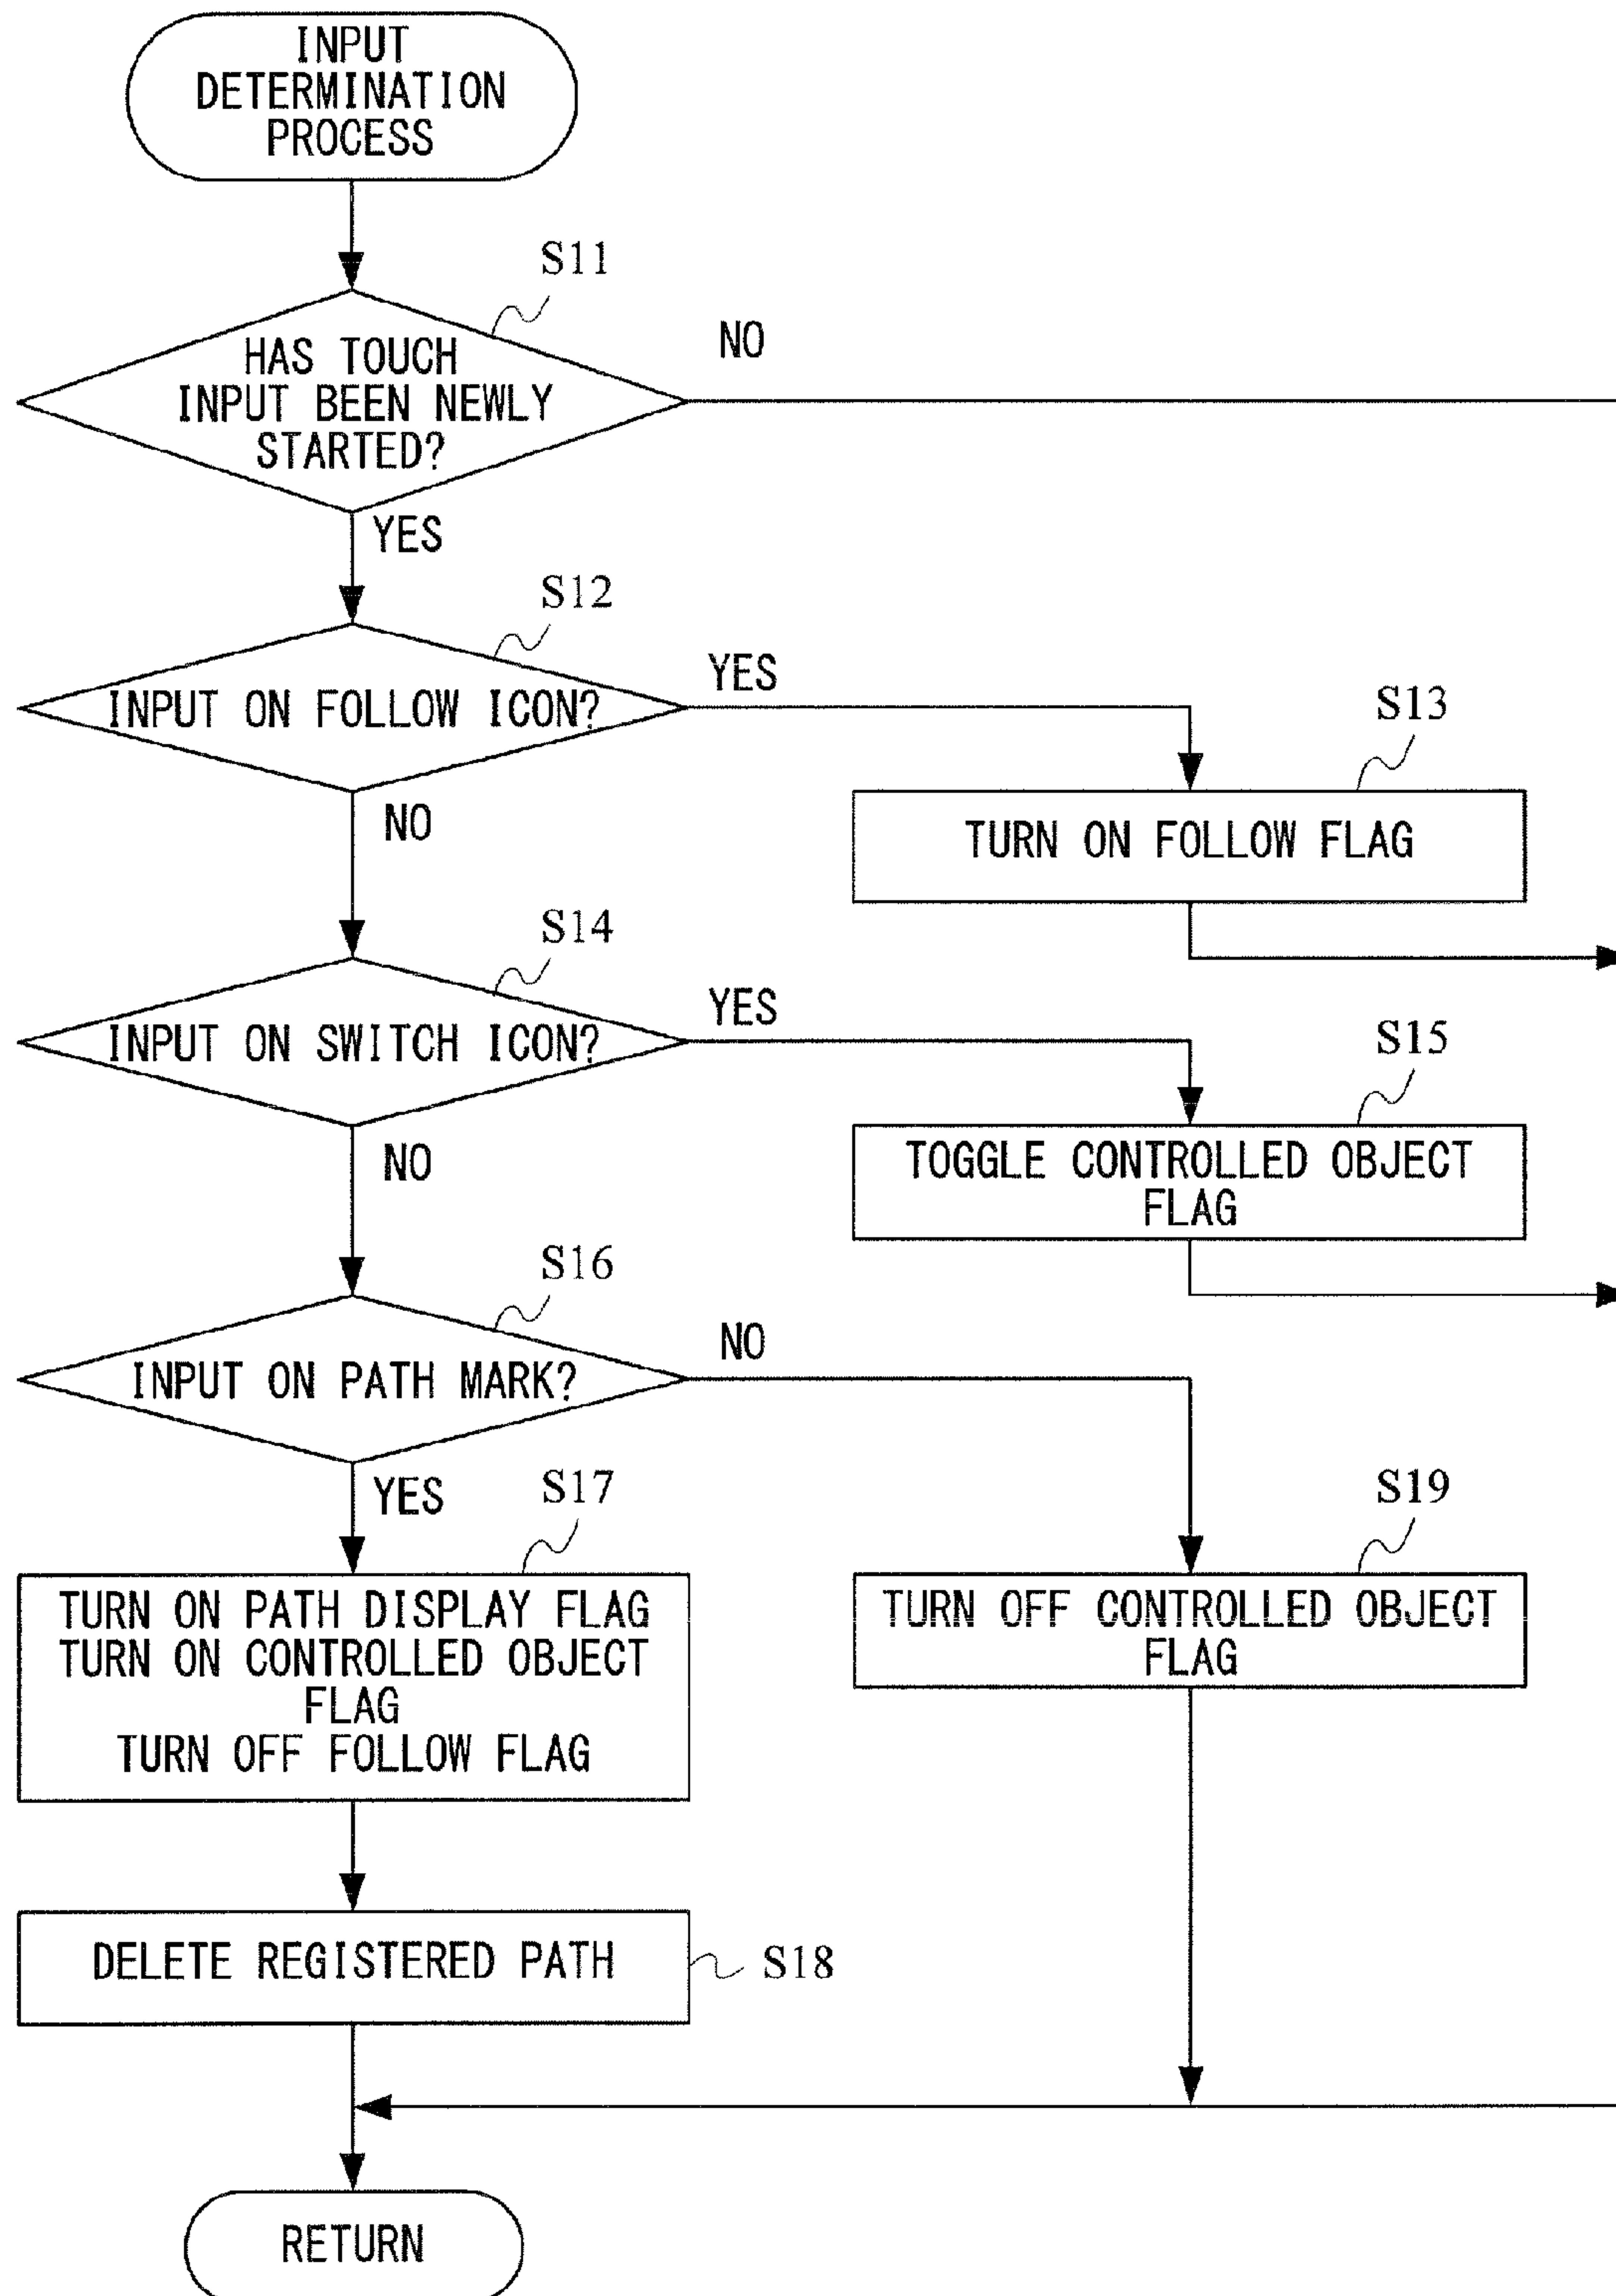 INPUT
DETERMINATION
PROCESS
S11
HAS TOUCH
INPUT BEEN NEWLY
STARTED?
NO
YES
S12
INPUT ON FOLLOW ICON?
YES
NO
S13
TURN ON FOLLOW FLAG
S14
INPUT ON SWITCH ICON?
YES
NO
S15
TOGGLE CONTROLLED OBJECT
FLAG
S16
INPUT ON PATH MARK?
NO
YES
S17
TURN ON PATH DISPLAY FLAG
TURN ON CONTROLLED OBJECT
FLAG
TURN OFF FOLLOW FLAG
S19
TURN OFF CONTROLLED OBJECT
FLAG
DELETE REGISTERED PATH
S18
RETURN